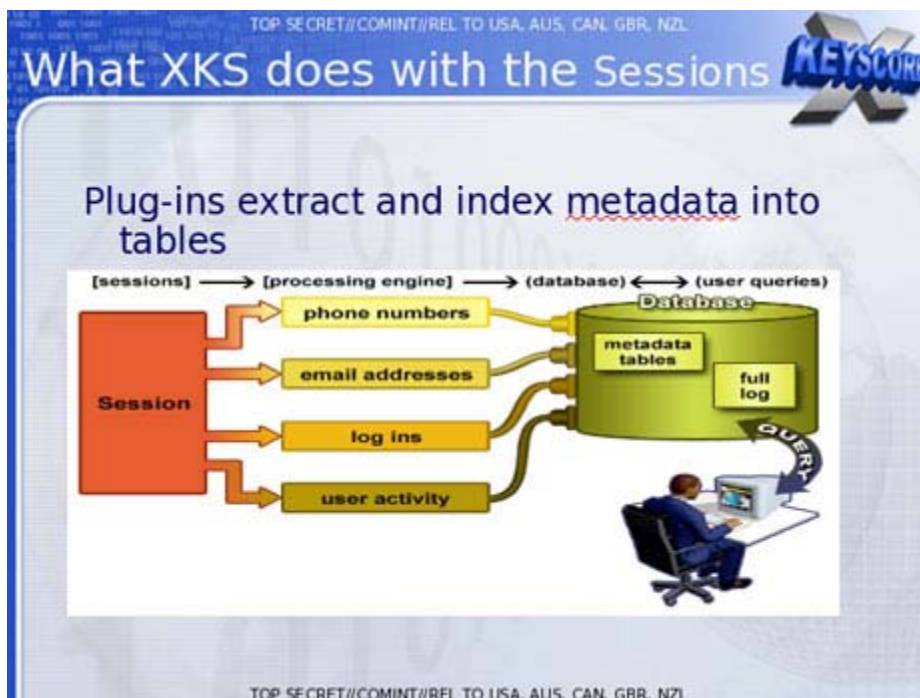 TOP SECRET//COMINT//REL TO USA, AUS, CAN, GBR, NZL
What XKS does with the Sessions
KEYSCORE
X
Plug-ins extract and index metadata into
tables
[sessions] → [processing engine] → (database) ↔ (user queries)
Database
phone numbers
metadata
tables
email addresses
full
log
Session
log ins
QUERY
user activity
TOP SECRET//COMINT//REL TO USA, AUS, CAN, GBR, NZL